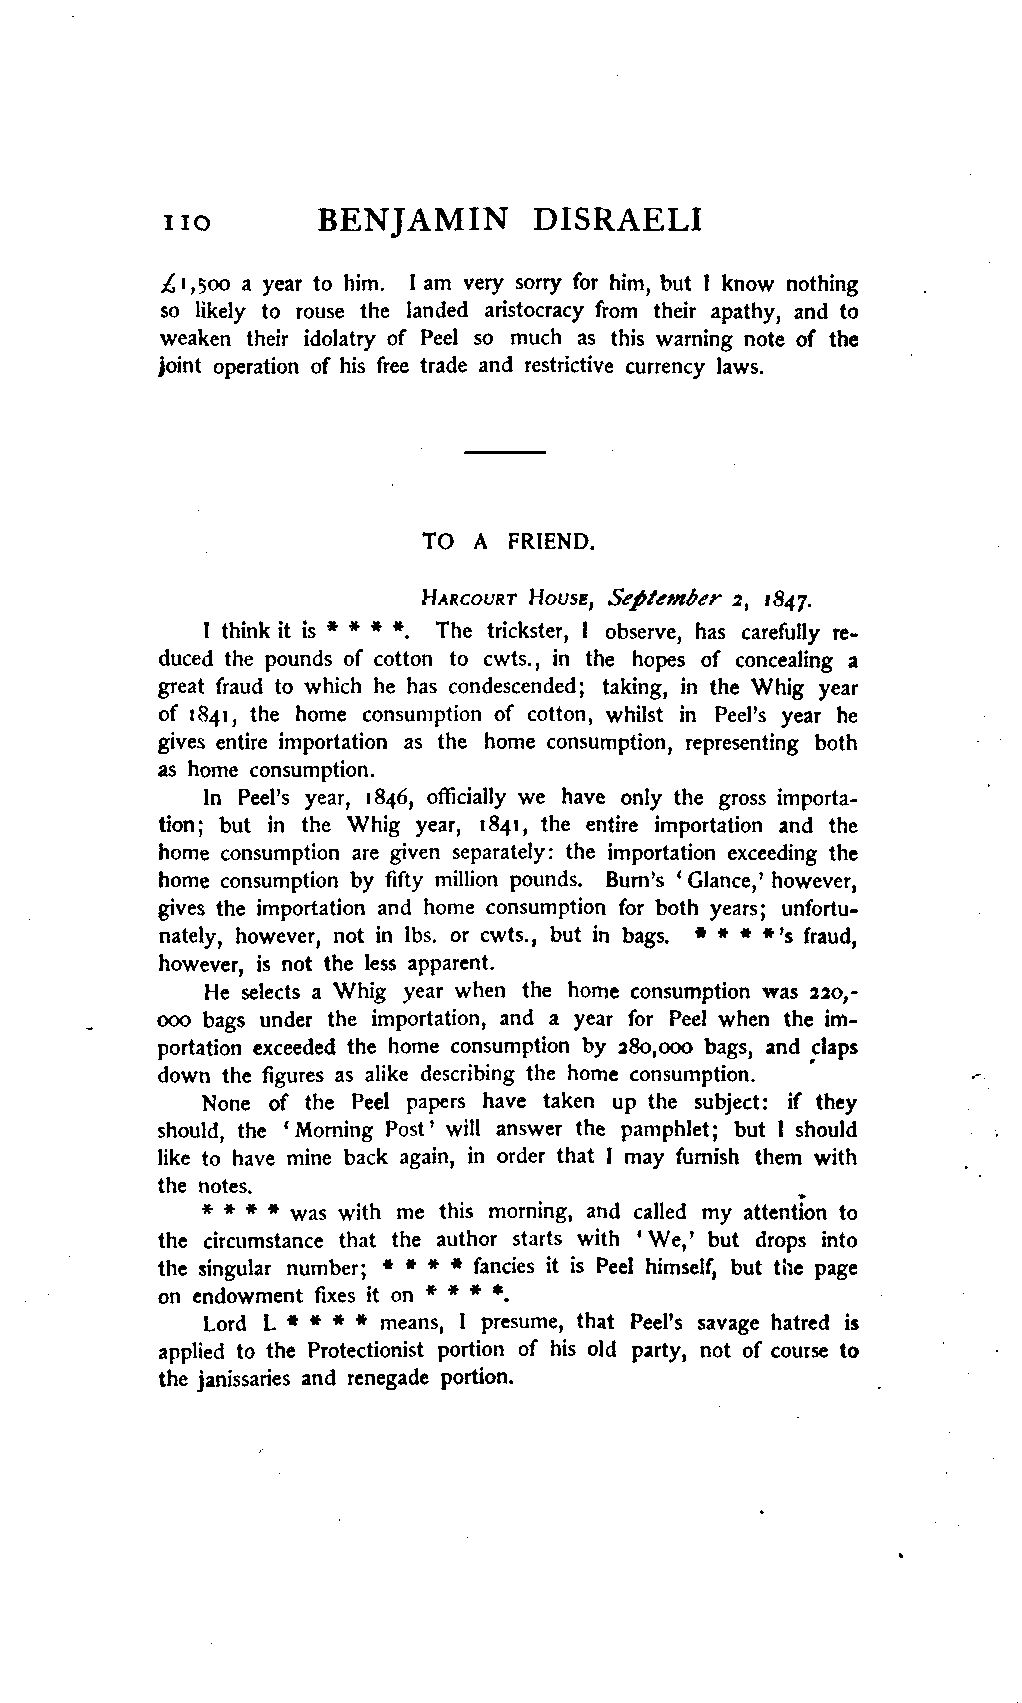 110 BENJAMIN DISRAELI
£1,500 a year to him. I am very sorry for him, but I know nothing
so likely to rouse the landed aristocracy from their apathy, and to
weaken their idolatry of Peel so much as this warning note of the
joint operation of his free trade and restrictive currency laws.
TO A FRIEND.
HARCOURT HOUSE, September 2, 1847.
I think it is * * * *. The trickster, I observe, has carefully re-
duced the pounds of cotton to cwts., in the hopes of concealing a
great fraud to which he has condescended; taking, in the Whig year
of 1841, the home consumption of cotton, whilst in Peel's year he
gives entire importation as the home consumption, representing both
as home consumption.
In Peel's year, 1846, officially we have only the gross importa-
tion; but in the Whig year, 1841, the entire importation and the
home consumption are given separately: the importation exceeding the
home consumption by fifty million pounds. Burn's ‘Glance,’ however,
gives the importation and home consumption for both years; unfortu-
nately, however, not in lbs. or cwts., but in bags. * * * *'s fraud,
however, is not the less apparent.
He selects a Whig year when the home consumption was 220,-
000 bags under the importation, and a year for Peel when the im-
portation exceeded the home consumption by 280,000 bags, and claps
down the figures as alike describing the home consumption.
None of the Peel papers have taken up the subject: if they
should, the ‘Morning Post’ will answer the pamphlet; but I should
like to have mine back again, in order that I may furnish them with
the notes.
* * * * was with me this morning, and called my attention to
the circumstance that the author starts with ‘We,’ but drops into
the singular number; * * * * fancies it is Peel himself, but the page
on endowment fixes it on * * * *.
Lord L * * * * means, I presume, that Peel's savage hatred is
applied to the Protectionist portion of his old party, not of course to
the janissaries and renegade portion.